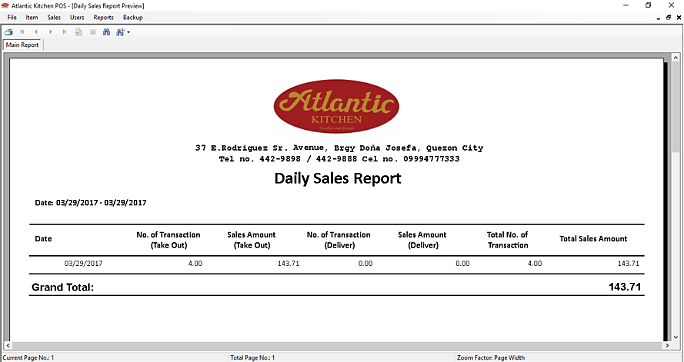 Atlantic Kitchen POS - [Daily Sales Report Preview]
File Item Sales Users Reports Backup
Main Report
Atlantic
KITCHEN
37 E.Rodriguez Sr. Avenue, Brgy Doña Josefa, Quezon City
Tel no. 442-9898 / 442-9888 Cel no. 09994777333
Daily Sales Report
Date: 03/29/2017 - 03/29/2017
Date No. of Transaction (Take Out) Sales Amount (Take Out) No. of Transaction (Deliver) Sales Amount (Deliver) Total No. of Transaction Total Sales Amount
03/29/2017 4.00 143.71 0.00 0.00 4.00 143.71
Grand Total: 143.71
Current Page No.: 1 Total Page No.: 1 Zoom Factor: Page Width